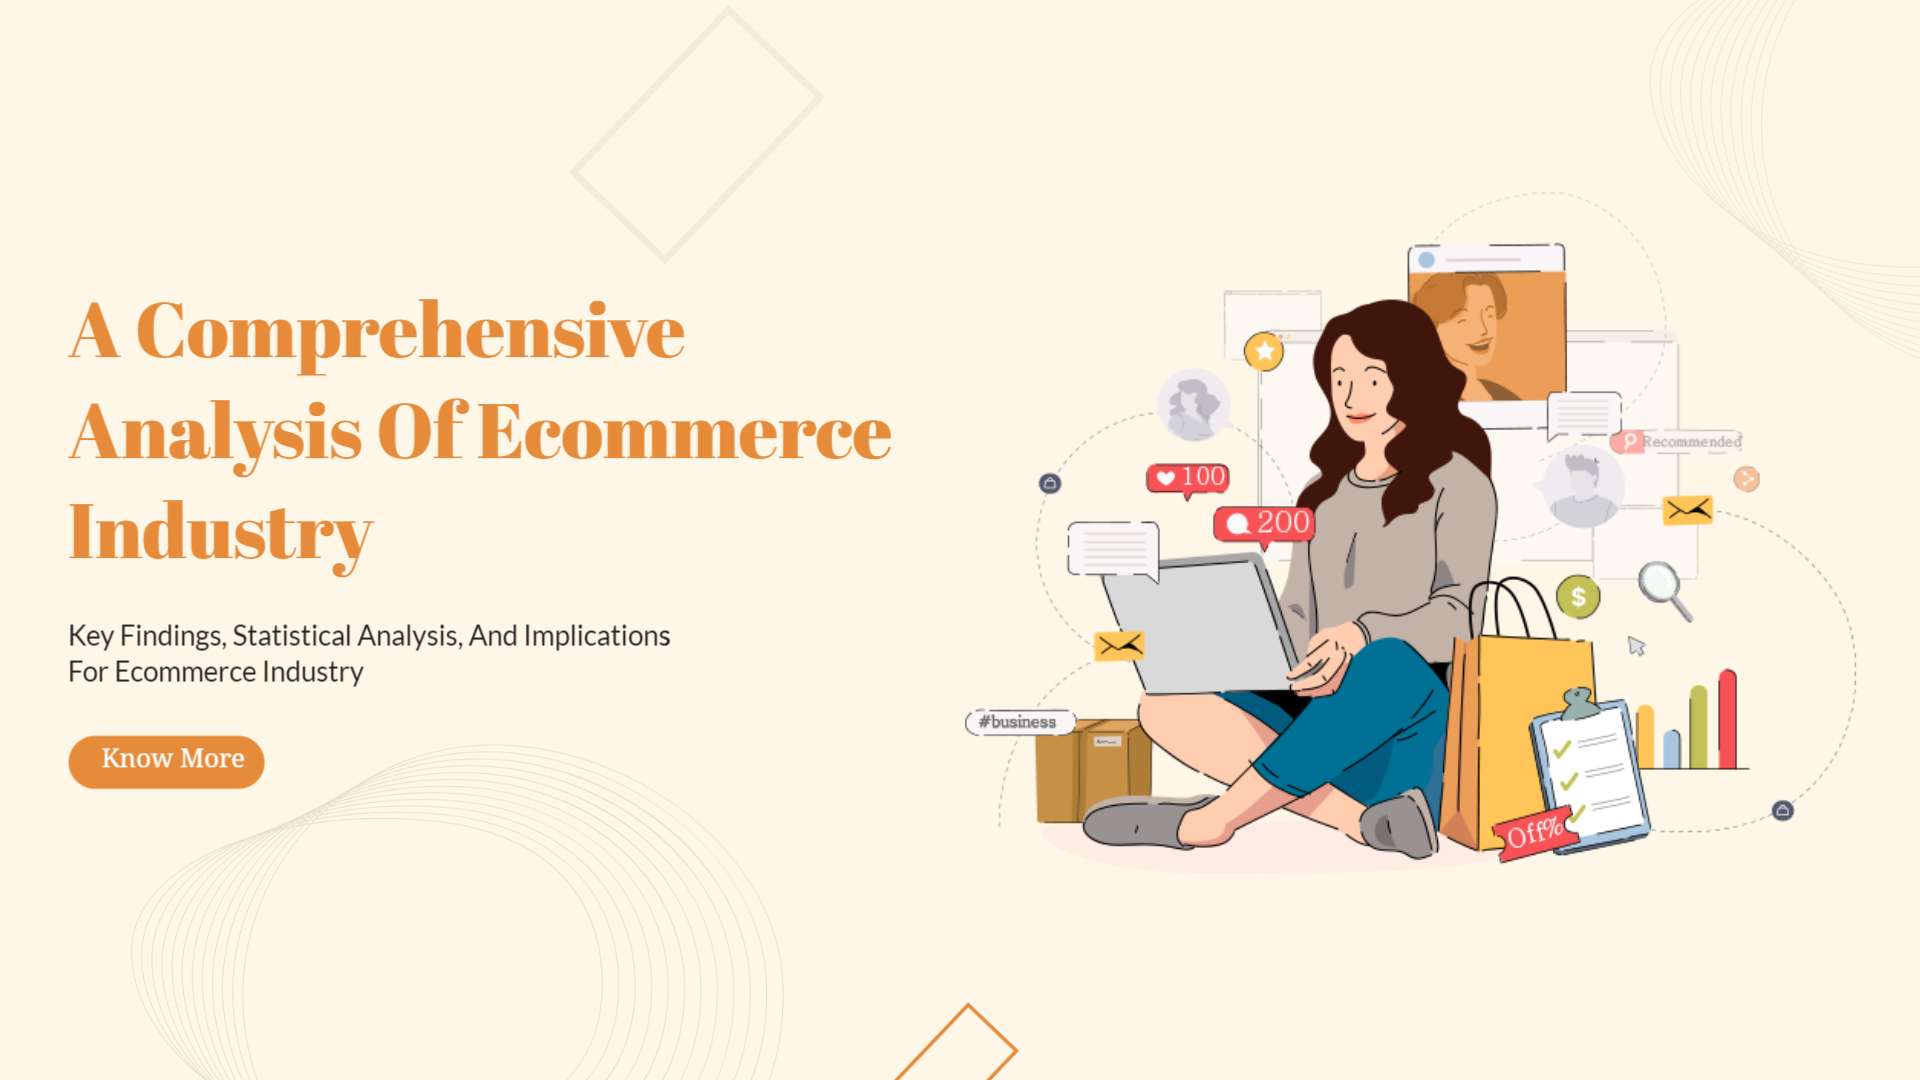 A Comprehensive
Analysis Of Ecommerce
Industry
Key Findings, Statistical Analysis, And Implications
For Ecommerce Industry
Know More
Recommended
100
200
$
#business
Off%